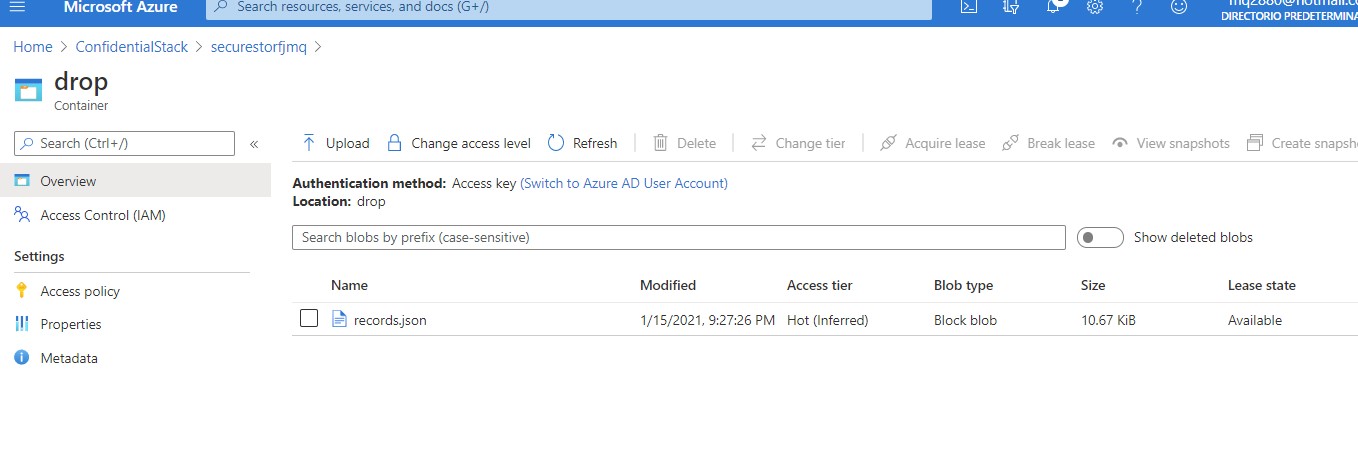 Microsoft Azure
Search resources, services, and docs (G+/)
DIRECTORIO PREDETERMINA
Home > ConfidentialStack > securestorfjmq >
drop
Container
Search (Ctrl+/)
«
Upload
Change access level
Refresh
Delete
Change tier
Acquire lease
Break lease
View snapshots
Create snapsh
Overview
Access Control (IAM)
Settings
Access policy
Properties
Metadata
Authentication method: Access key (Switch to Azure AD User Account)
Location: drop
Search blobs by prefix (case-sensitive)
Show deleted blobs
Name Modified Access tier Blob type Size Lease state
records.json 1/15/2021, 9:27:26 PM Hot (Inferred) Block blob 10.67 KiB Available